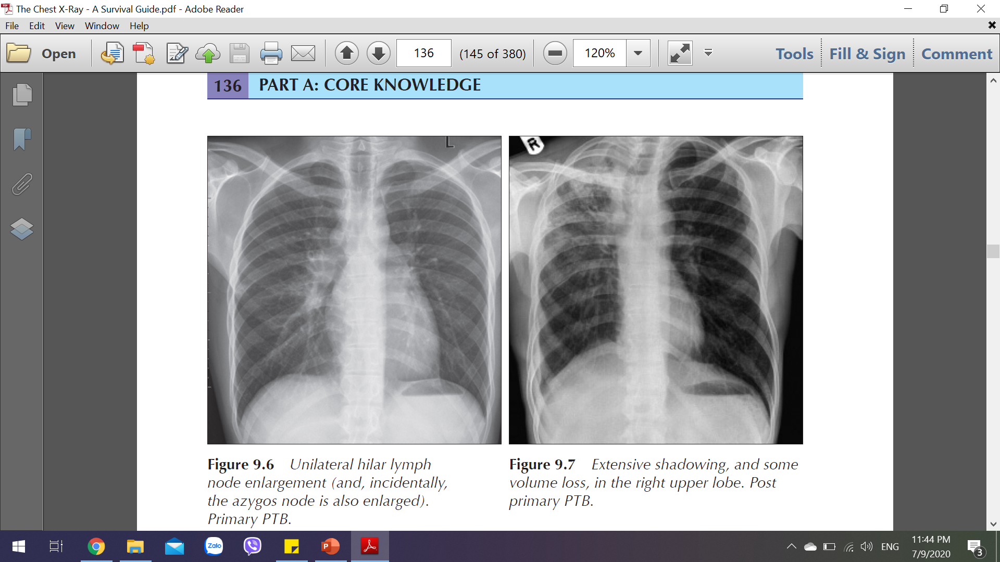 The Chest X-Ray - A Survival Guide.pdf - Adobe Reader
File Edit View Window Help
Open 136 (145 of 380) 120% Tools Fill & Sign Comment
136 PART A: CORE KNOWLEDGE
L
R
Figure 9.6 Unilateral hilar lymph
node enlargement (and, incidentally,
the azygos node is also enlarged).
Primary PTB.
Figure 9.7 Extensive shadowing, and some
volume loss, in the right upper lobe. Post
primary PTB.
Zalo
P
ENG
11:44 PM
7/9/2020
3